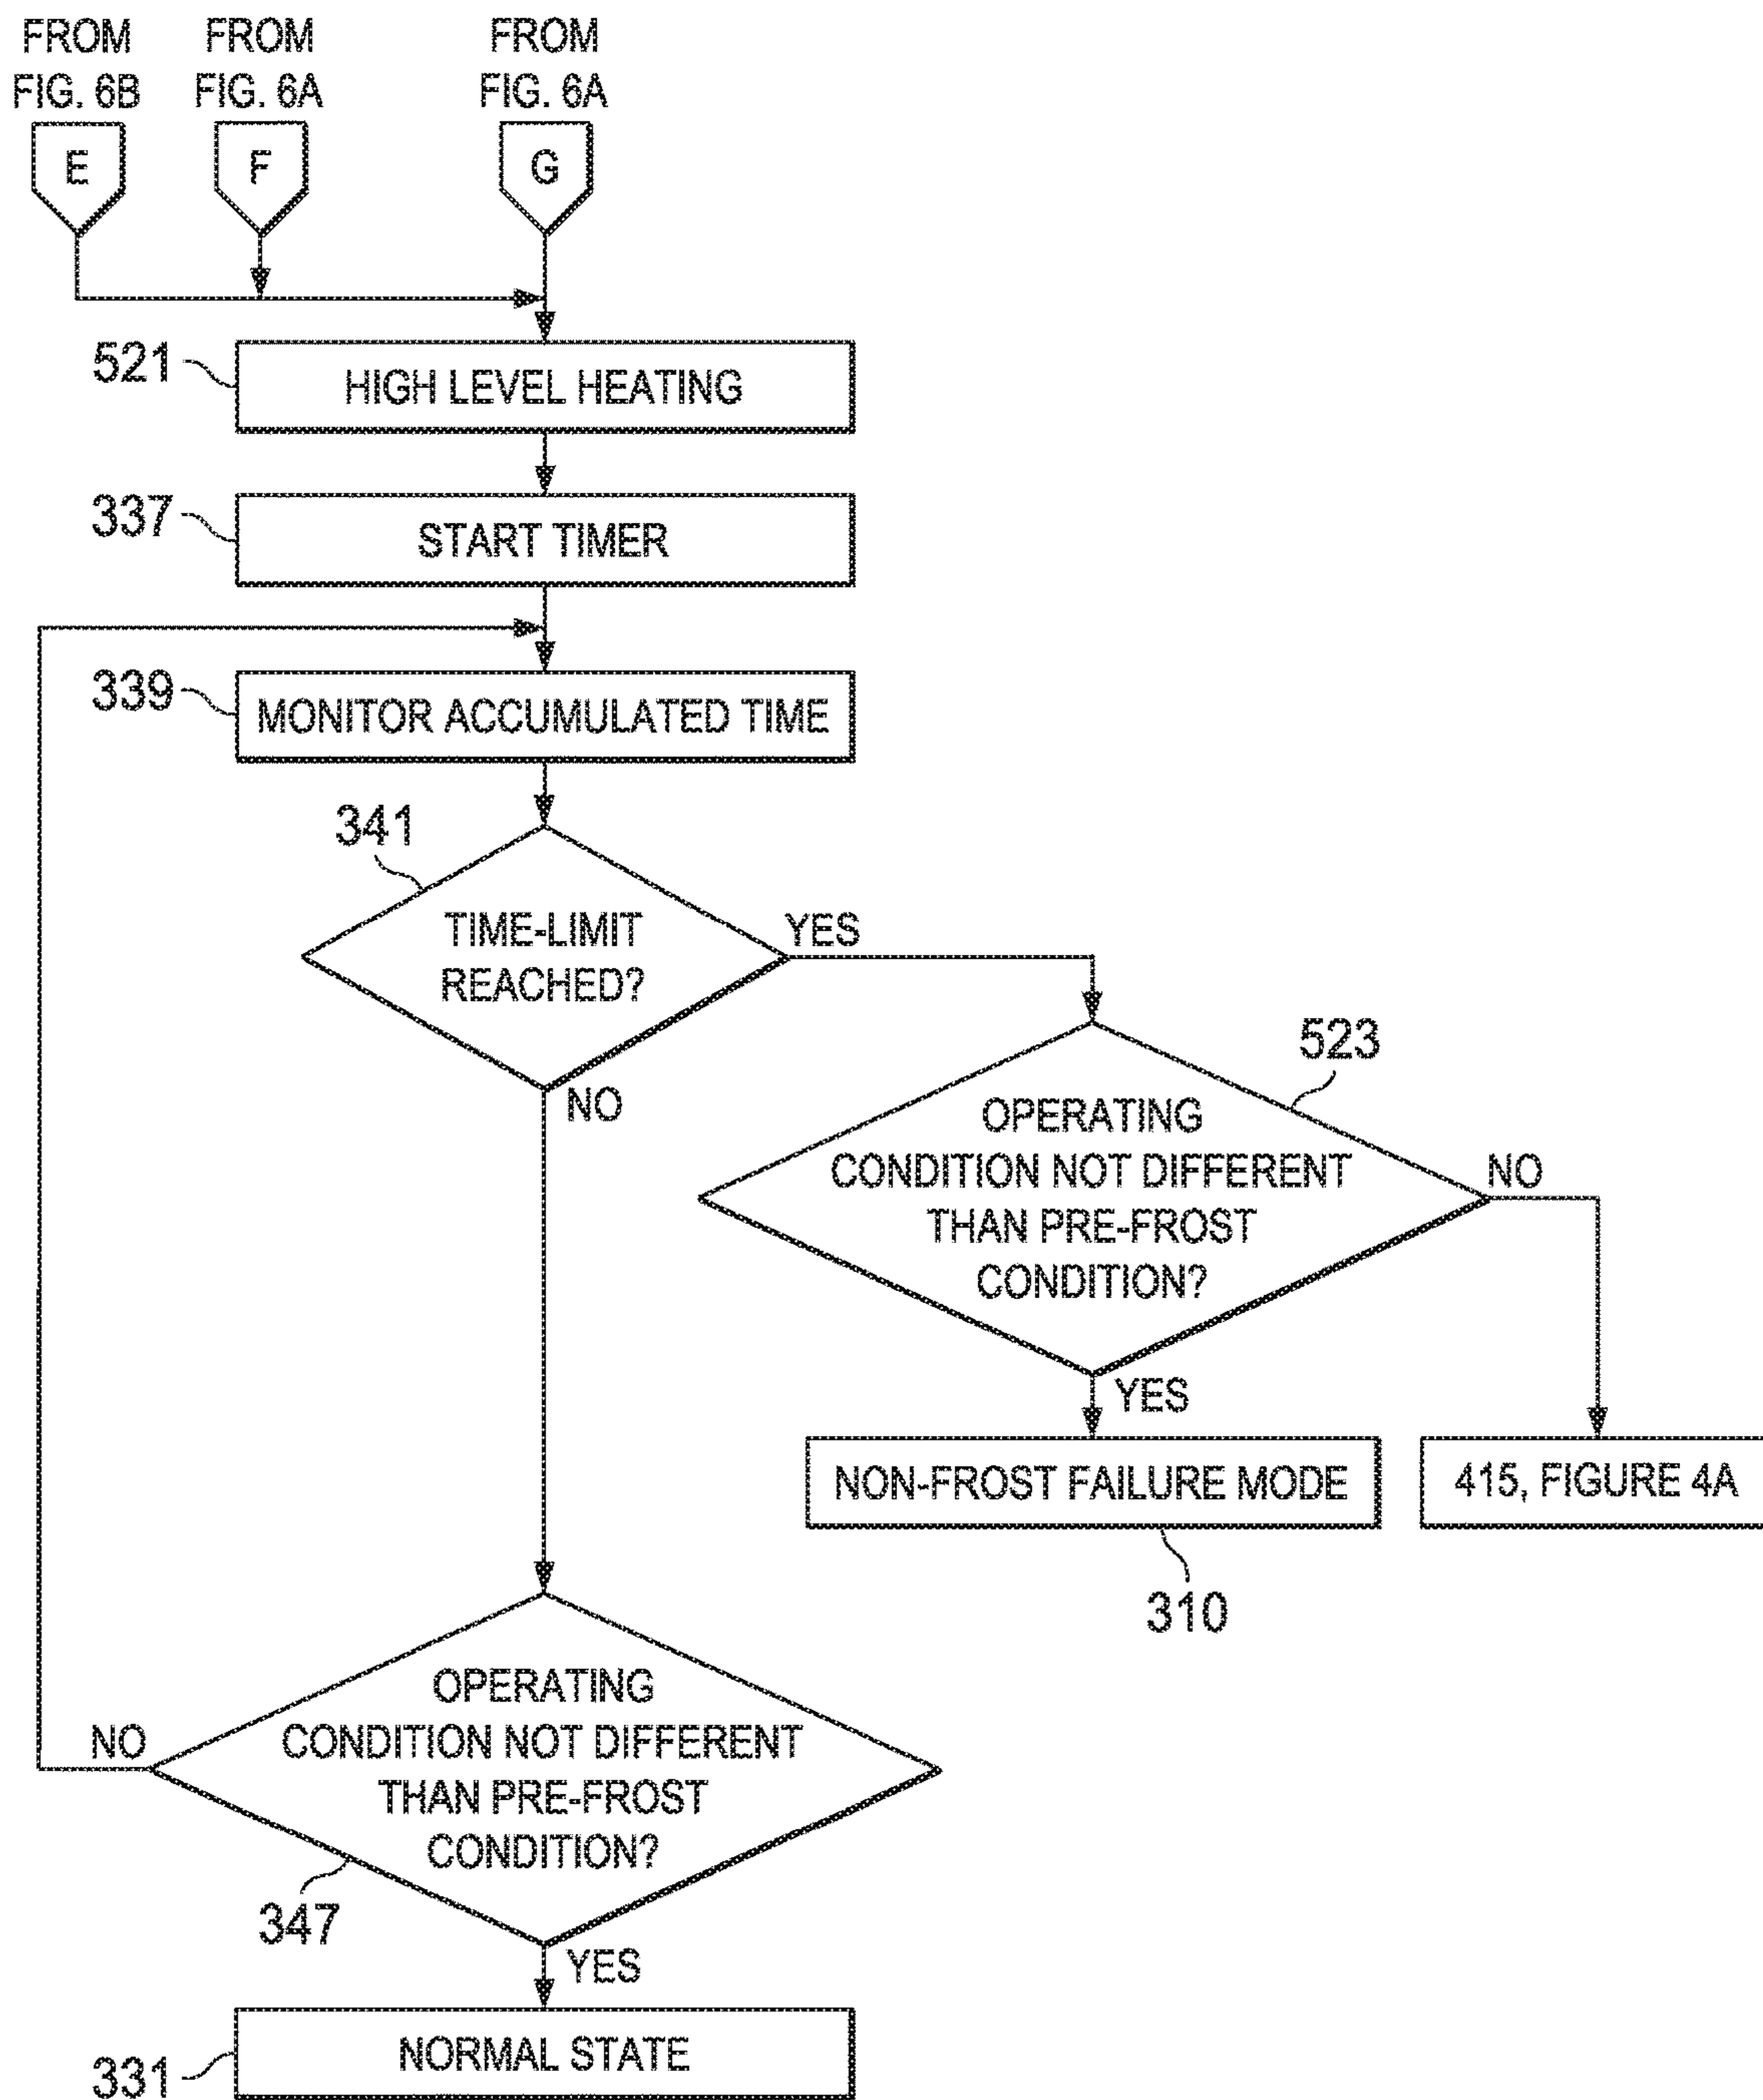 FROM
FIG. 6B
FROM
FIG. 6A
FROM
FIG. 6A
E
F
G
521
HIGH LEVEL HEATING
337
START TIMER
339
MONITOR ACCUMULATED TIME
341
TIME-LIMIT
REACHED?
YES
NO
523
OPERATING
CONDITION NOT DIFFERENT
THAN PRE-FROST
CONDITION?
NO
YES
NON-FROST FAILURE MODE
415, FIGURE 4A
310
OPERATING
CONDITION NOT DIFFERENT
THAN PRE-FROST
CONDITION?
NO
347
YES
331
NORMAL STATE